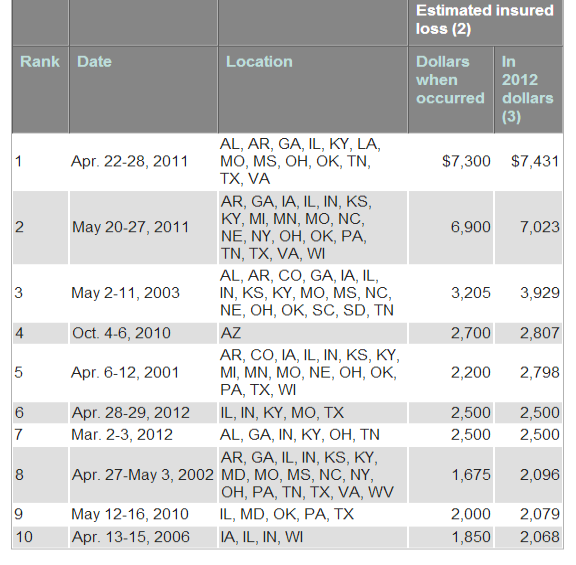 Estimated insured
loss (2)
Rank Date Location Dollars
when
occurred In
2012
dollars
(3)
1 Apr. 22-28, 2011 AL, AR, GA, IL, KY, LA,
MO, MS, OH, OK, TN,
TX, VA $7,300 $7,431
2 May 20-27, 2011 AR, GA, IA, IL, IN, KS,
KY, MI, MN, MO, NC,
NE, NY, OH, OK, PA,
TN, TX, VA, WI 6,900 7,023
3 May 2-11, 2003 AL, AR, CO, GA, IA, IL,
IN, KS, KY, MO, MS, NC,
NE, OH, OK, SC, SD, TN 3,205 3,929
4 Oct. 4-6, 2010 AZ 2,700 2,807
5 Apr. 6-12, 2001 AR, CO, IA, IL, IN, KS, KY,
MI, MN, MO, NE, OH, OK,
PA, TX, WI 2,200 2,798
6 Apr. 28-29, 2012 IL, IN, KY, MO, TX 2,500 2,500
7 Mar. 2-3, 2012 AL, GA, IN, KY, OH, TN 2,500 2,500
8 Apr. 27-May 3, 2002 AR, GA, IL, IN, KS, KY,
MD, MO, MS, NC, NY,
OH, PA, TN, TX, VA, WV 1,675 2,096
9 May 12-16, 2010 IL, MD, OK, PA, TX 2,000 2,079
10 Apr. 13-15, 2006 IA, IL, IN, WI 1,850 2,068